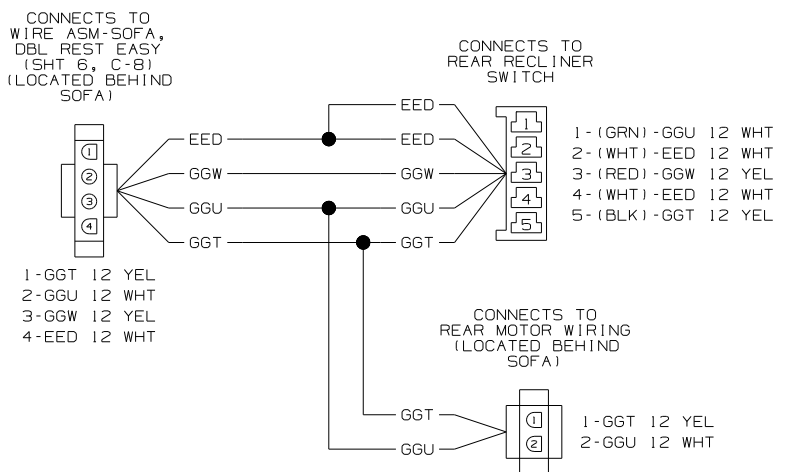 CONNECTS TO
WIRE ASM-SOFA,
DBL REST EASY
(SHT 6, C-8)
(LOCATED BEHIND
SOFA)
CONNECTS TO
REAR RECLINER
SWITCH
EED
EED EED
GGW GGW
GGU GGU
GGT GGT
1
2
3
4
1
2
3
4
5
1-(GRN)-GGU 12 WHT
2-(WHT)-EED 12 WHT
3-(RED)-GGW 12 YEL
4-(WHT)-EED 12 WHT
5-(BLK)-GGT 12 YEL
1-GGT 12 YEL
2-GGU 12 WHT
3-GGW 12 YEL
4-EED 12 WHT
CONNECTS TO
REAR MOTOR WIRING
(LOCATED BEHIND
SOFA)
GGT
GGU
1
2
1-GGT 12 YEL
2-GGU 12 WHT